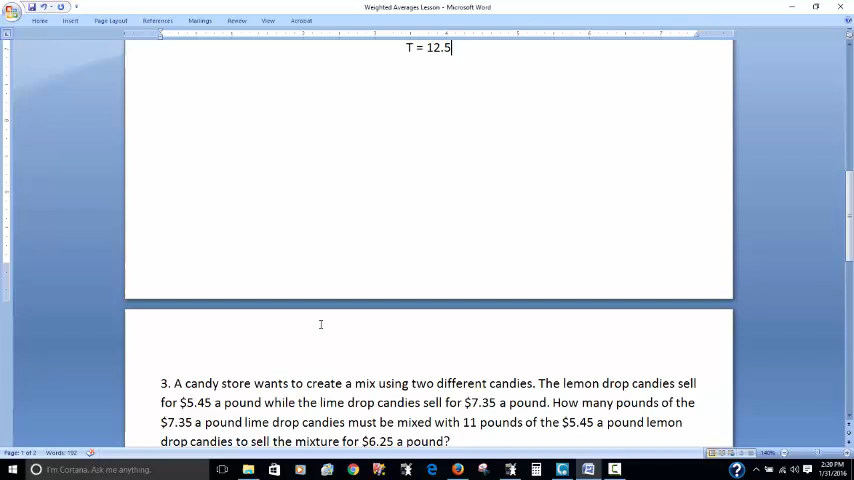 Weighted Averages Lesson - Microsoft Word
Home Insert Page Layout References Mailings Review View Acrobat
T = 12.5
3. A candy store wants to create a mix using two different candies. The lemon drop candies sell
for $5.45 a pound while the lime drop candies sell for $7.35 a pound. How many pounds of the
$7.35 a pound lime drop candies must be mixed with 11 pounds of the $5.45 a pound lemon
drop candies to sell the mixture for $6.25 a pound?
Page: 1 of 2 Words: 192 140%
I'm Cortana. Ask me anything. 2:20 PM
1/31/2016